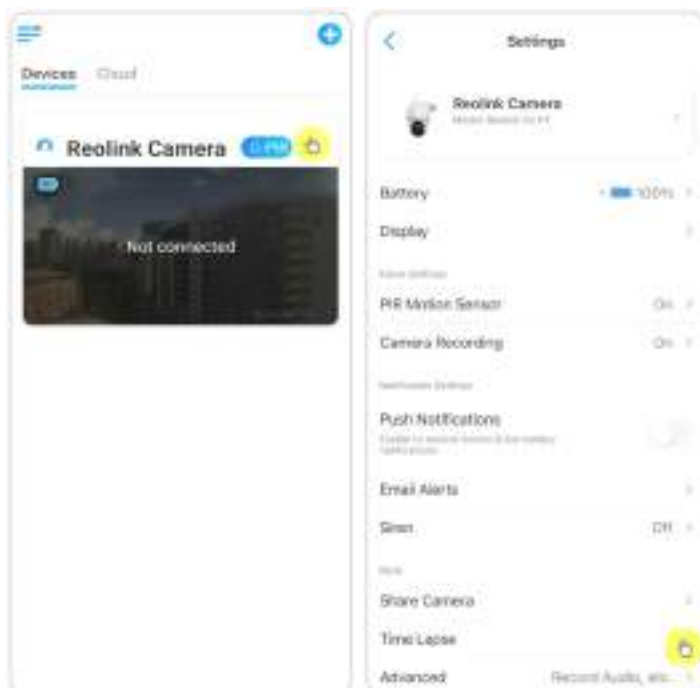 Devices Cloud
Reolink Camera
Not connected
Settings
Reolink Camera
Battery 100%
Display
PIR Motion Sensor On
Camera Recording On
Push Notifications
Email Alerts
Siren Off
Share Camera
Time Lapse
Advanced Record Audio, etc.